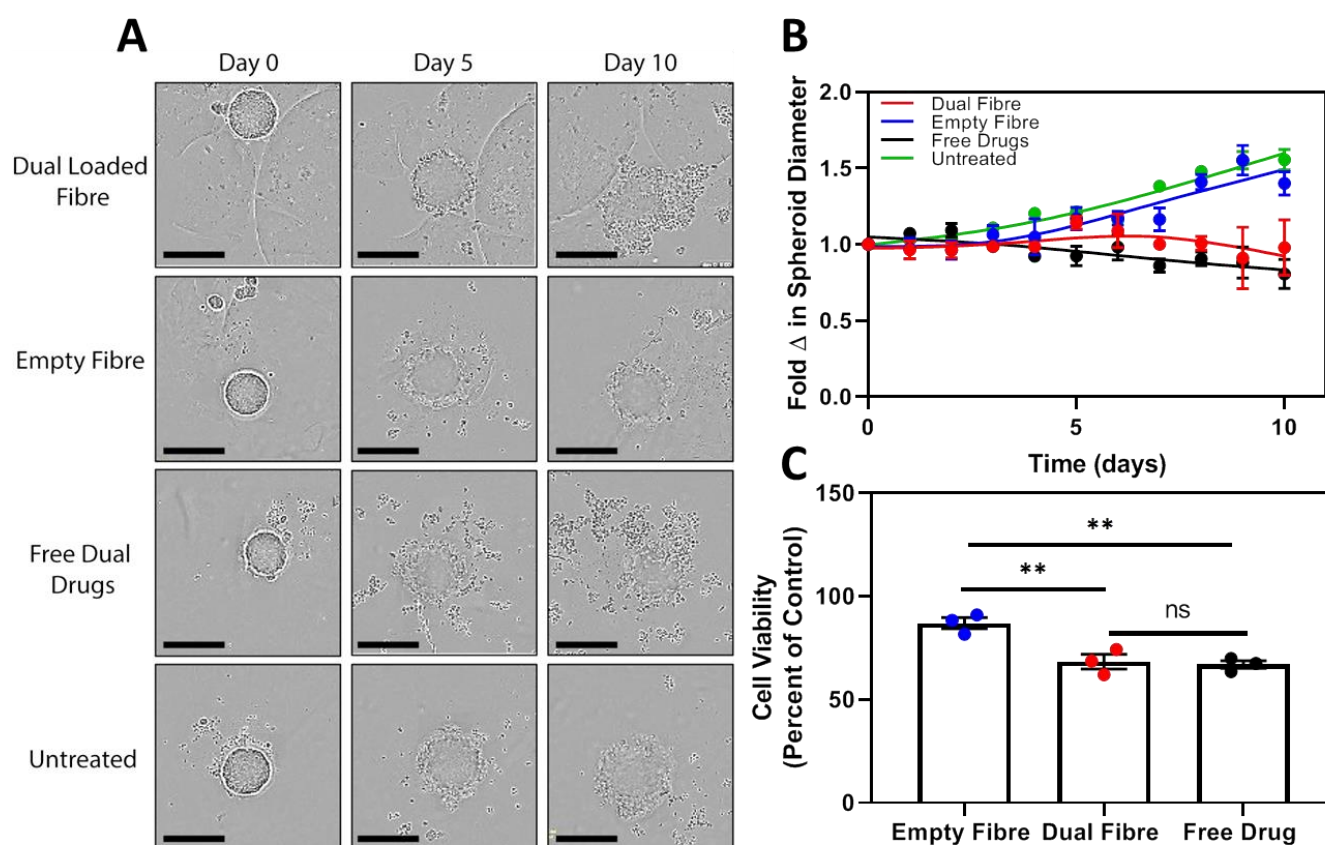 A
Day 0
Day 5
Day 10
Dual Loaded
Fibre
Empty Fibre
Free Dual
Drugs
Untreated
B
Fold Δ in Spheroid Diameter
2.0
1.5
1.0
0.5
0.0
Dual Fibre
Empty Fibre
Free Drugs
Untreated
0
5
10
Time (days)
C
Cell Viability
(Percent of Control)
150
100
50
0
**
**
ns
Empty Fibre
Dual Fibre
Free Drug